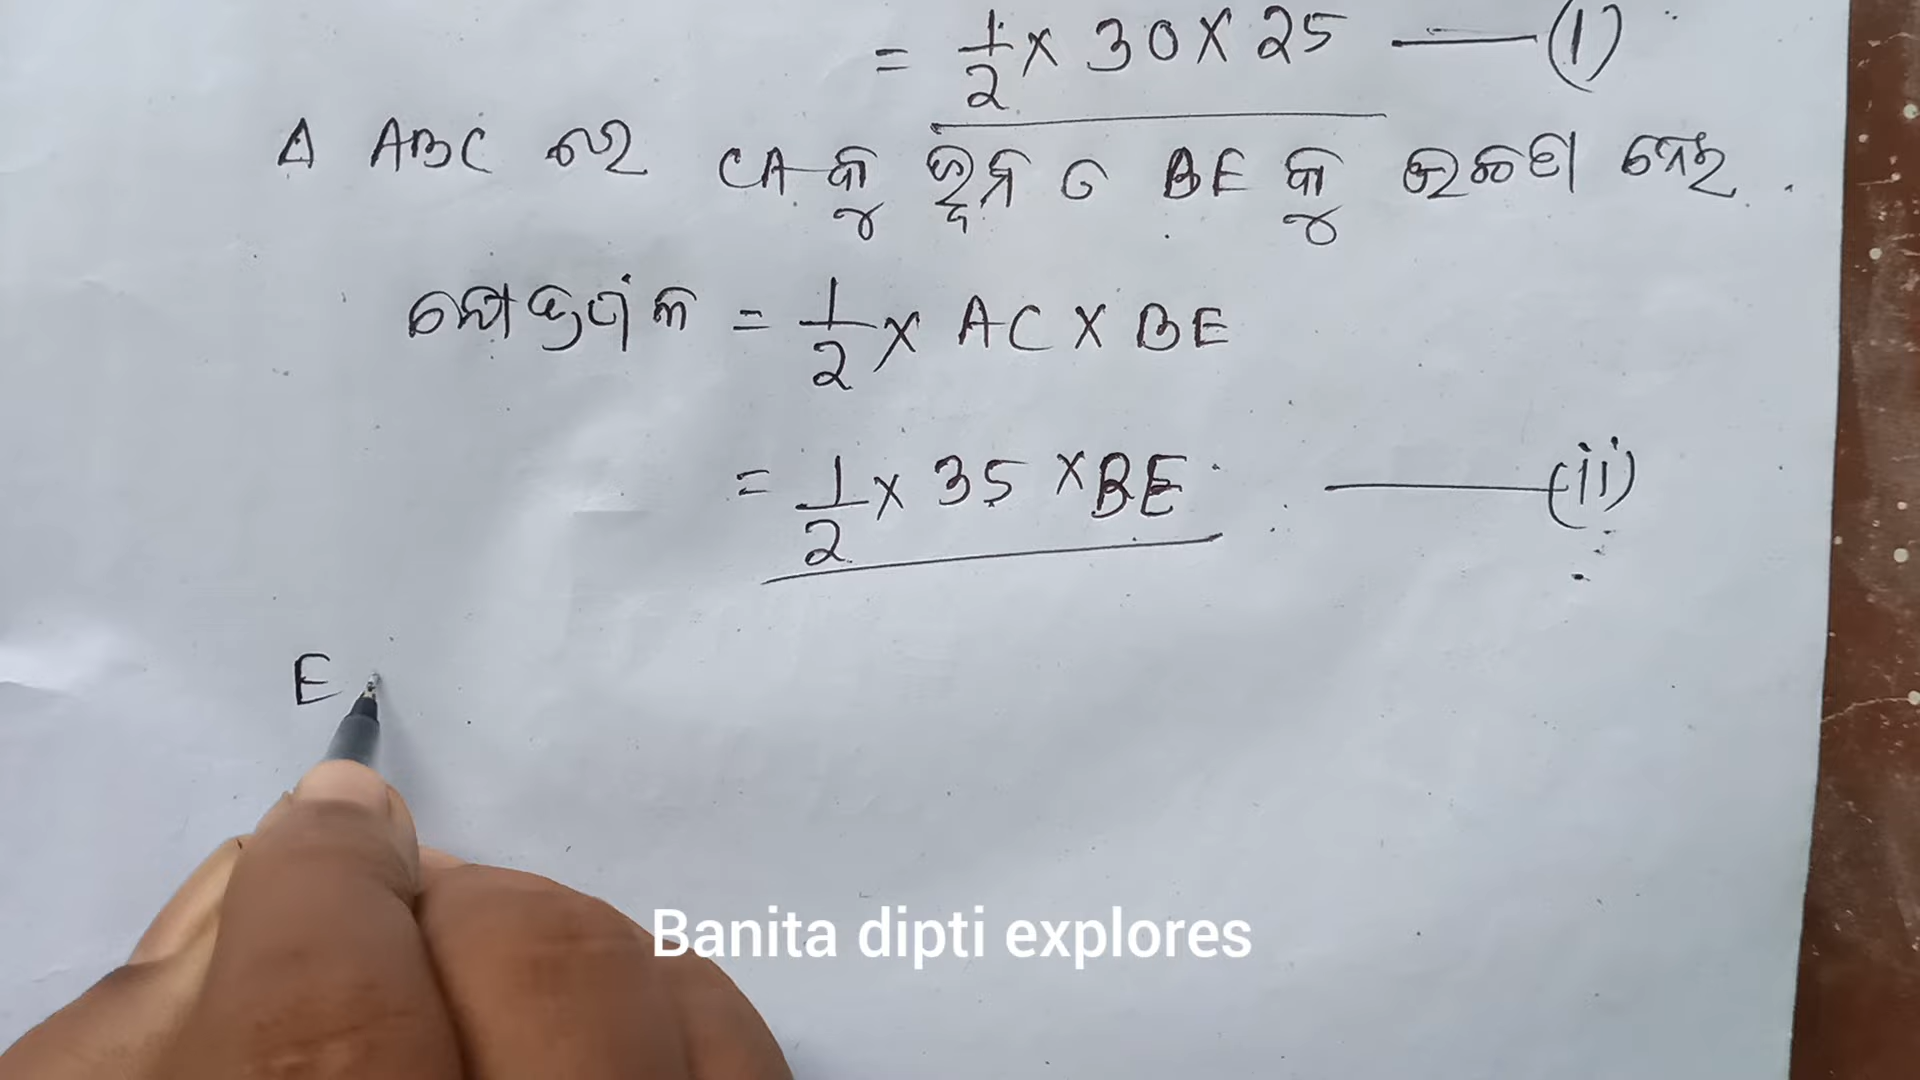 = 1/2 x 30 x 25 —— (1)
Δ ABC ରେ CA କୁ ଭୂମି ଓ BE କୁ ଉଚ୍ଚତା ନେଇ .
କ୍ଷେତ୍ରଫଳ = 1/2 x AC x BE
= 1/2 x 35 x BE —— (ii)
E
Banita dipti explores